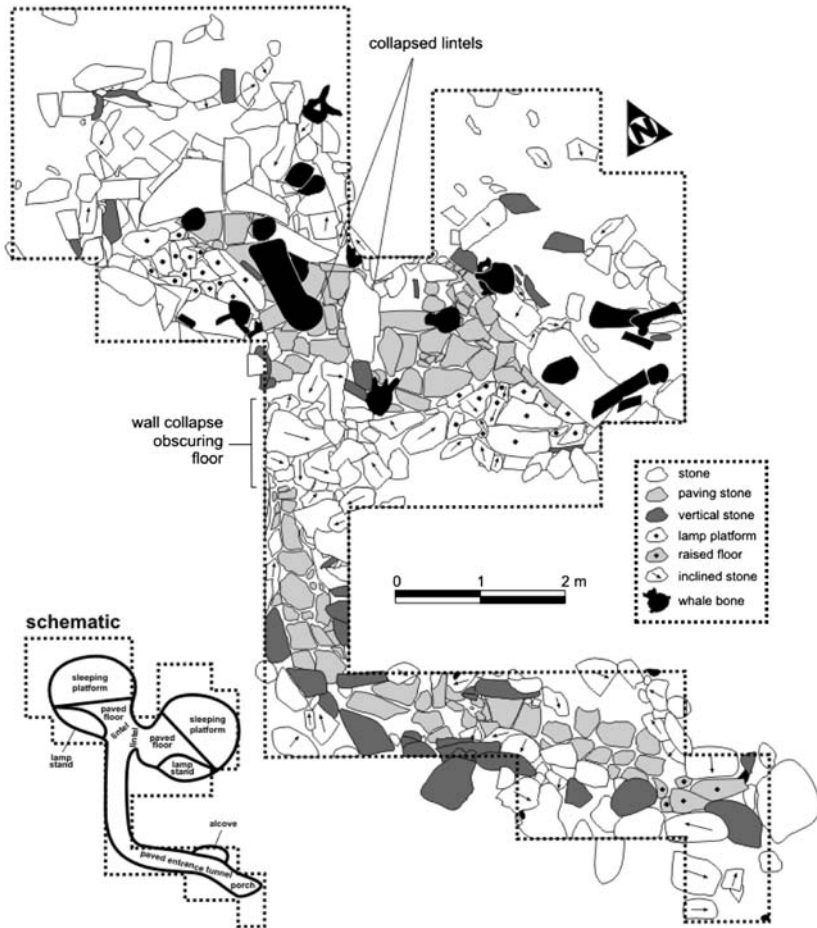 collapsed lintels
N
wall collapse
obscuring
floor
stone
paving stone
vertical stone
lamp platform
raised floor
inclined stone
whale bone
0 1 2 m
schematic
sleeping
platform
paved
floor
lintel
lintel
lamp
stand
sleeping
platform
paved
floor
lamp
stand
alcove
paved entrance tunnel
porch